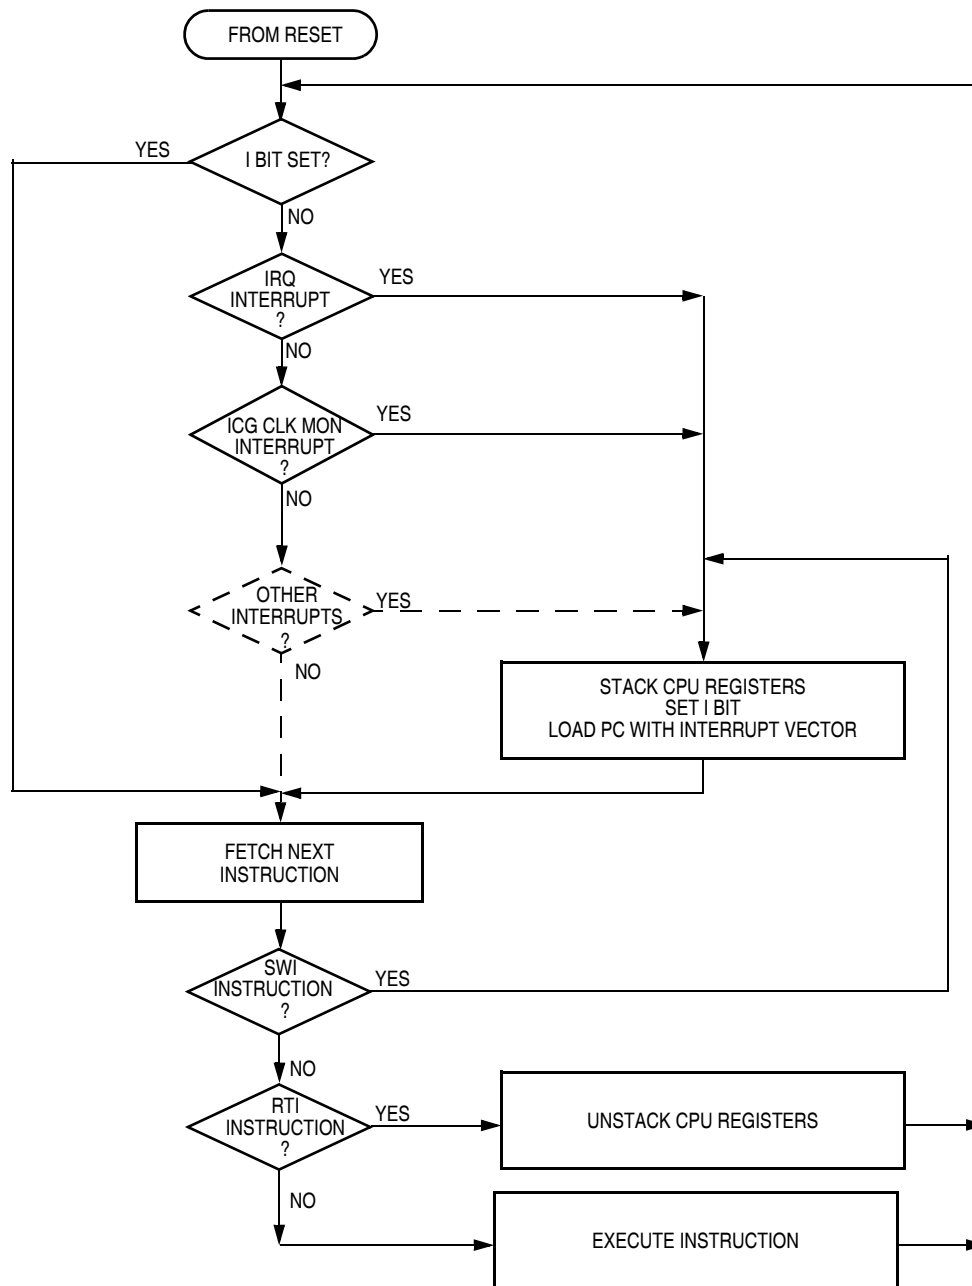 FROM RESET
YES
I BIT SET?
NO
IRQ
INTERRUPT
?
YES
NO
ICG CLK MON
INTERRUPT
?
YES
NO
OTHER
INTERRUPTS
?
YES
NO
STACK CPU REGISTERS
SET I BIT
LOAD PC WITH INTERRUPT VECTOR
FETCH NEXT
INSTRUCTION
SWI
INSTRUCTION
?
YES
NO
RTI
INSTRUCTION
?
YES
UNSTACK CPU REGISTERS
NO
EXECUTE INSTRUCTION